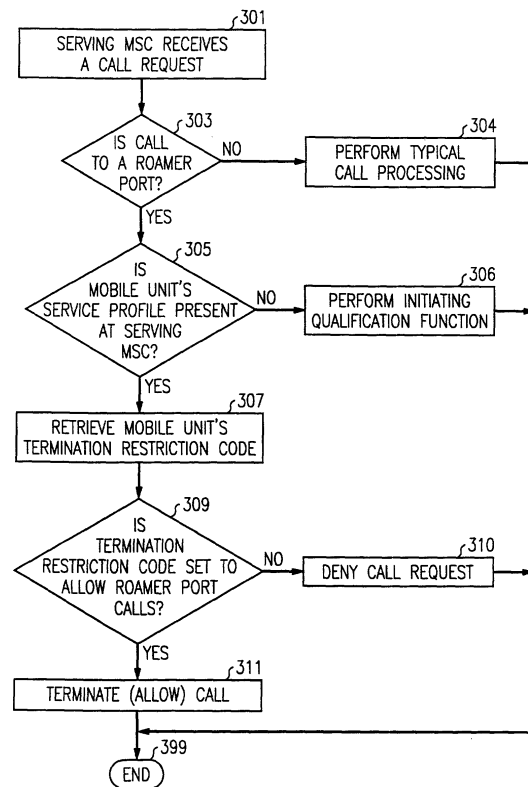 301
SERVING MSC RECEIVES
A CALL REQUEST
303
IS
CALL
TO A ROAMER
PORT?
NO
304
PERFORM TYPICAL
CALL PROCESSING
YES
305
IS
MOBILE UNIT'S
SERVICE PROFILE PRESENT
AT SERVING
MSC?
NO
306
PERFORM INITIATING
QUALIFICATION FUNCTION
YES
307
RETRIEVE MOBILE UNIT'S
TERMINATION RESTRICTION CODE
309
IS
TERMINATION
RESTRICTION CODE SET TO
ALLOW ROAMER PORT
CALLS?
NO
310
DENY CALL REQUEST
YES
311
TERMINATE (ALLOW) CALL
399
END